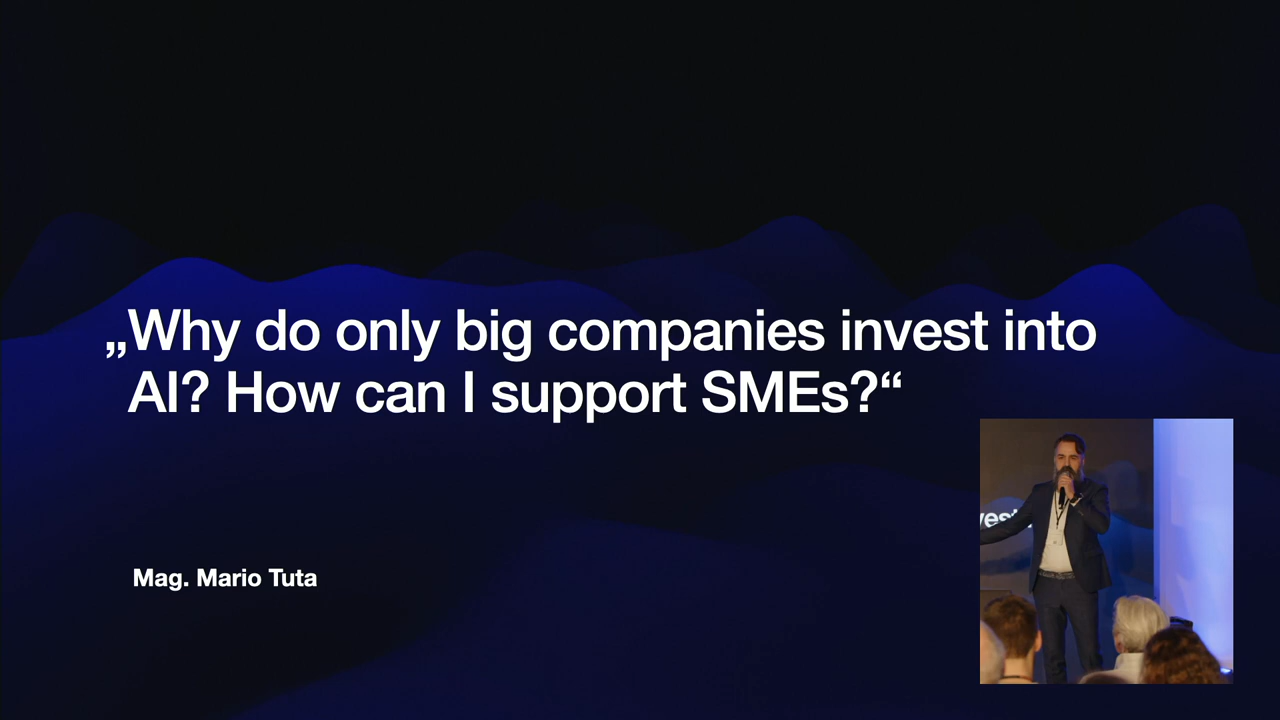 „Why do only big companies invest into
AI? How can I support SMEs?“
Mag. Mario Tuta